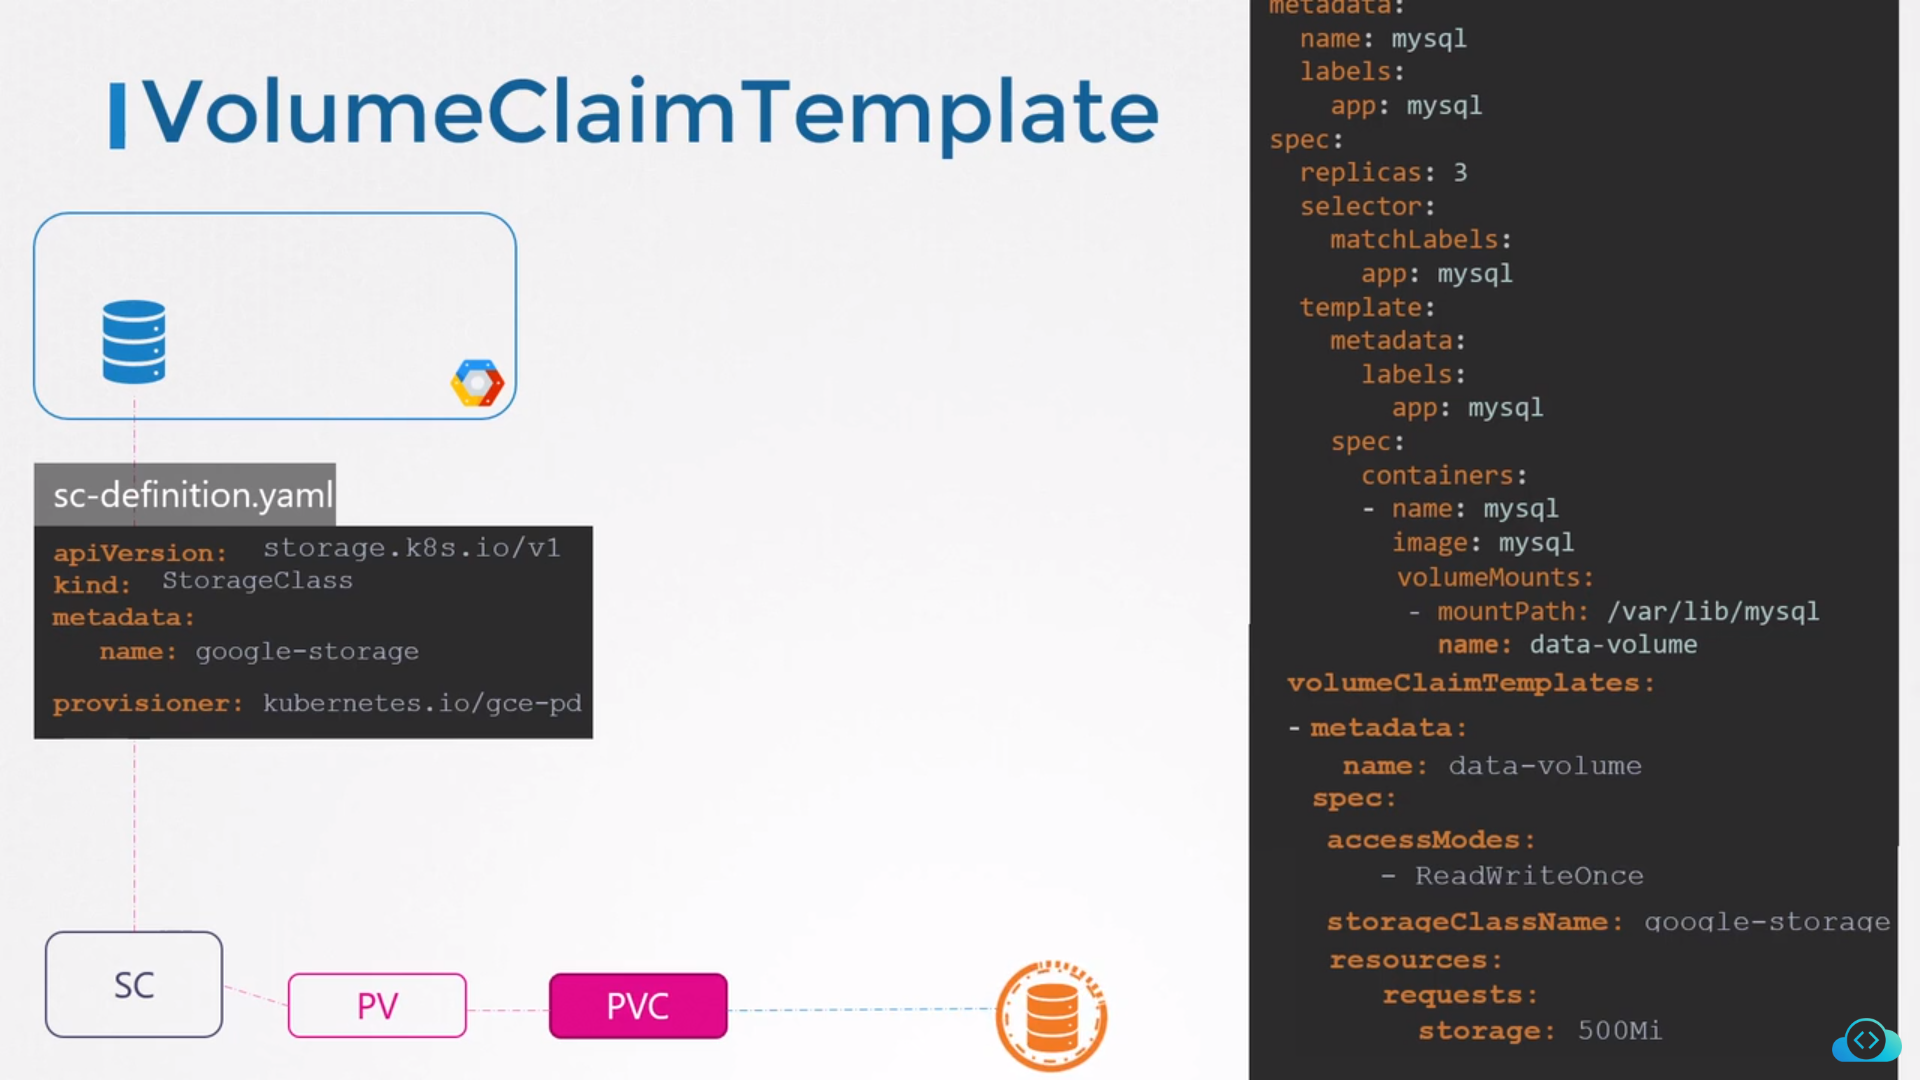 VolumeClaimTemplate
sc-definition.yaml
apiVersion: storage.k8s.io/v1
kind: StorageClass
metadata:
name: google-storage
provisioner: kubernetes.io/gce-pd
SC
PV
PVC
metadata:
name: mysql
labels:
app: mysql
spec:
replicas: 3
selector:
matchLabels:
app: mysql
template:
metadata:
labels:
app: mysql
spec:
containers:
- name: mysql
image: mysql
volumeMounts:
- mountPath: /var/lib/mysql
name: data-volume
volumeClaimTemplates:
- metadata:
name: data-volume
spec:
accessModes:
- ReadWriteOnce
storageClassName: google-storage
resources:
requests:
storage: 500Mi